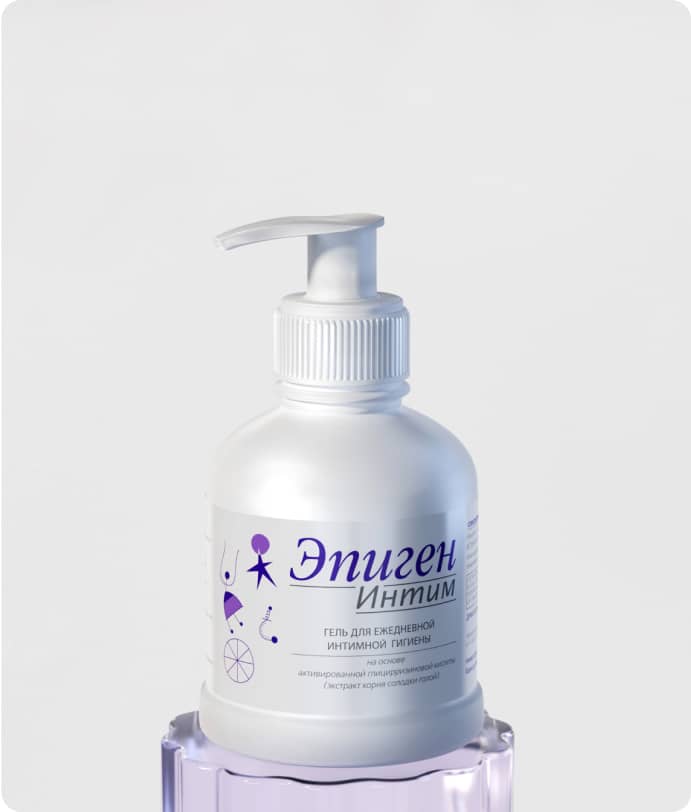 Эпиген
Интим
ГЕЛЬ ДЛЯ ЕЖЕДНЕВНОЙ
ИНТИМНОЙ ГИГИЕНЫ
на основе
активированной глицирризиновой кислоты
(экстракт корня солодки голой)